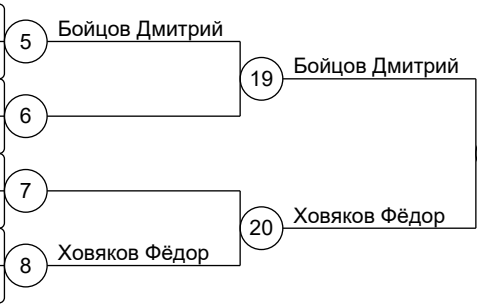 5 Бойцов Дмитрий
19 Бойцов Дмитрий
6
7
20 Ховяков Фёдор
8 Ховяков Фёдор